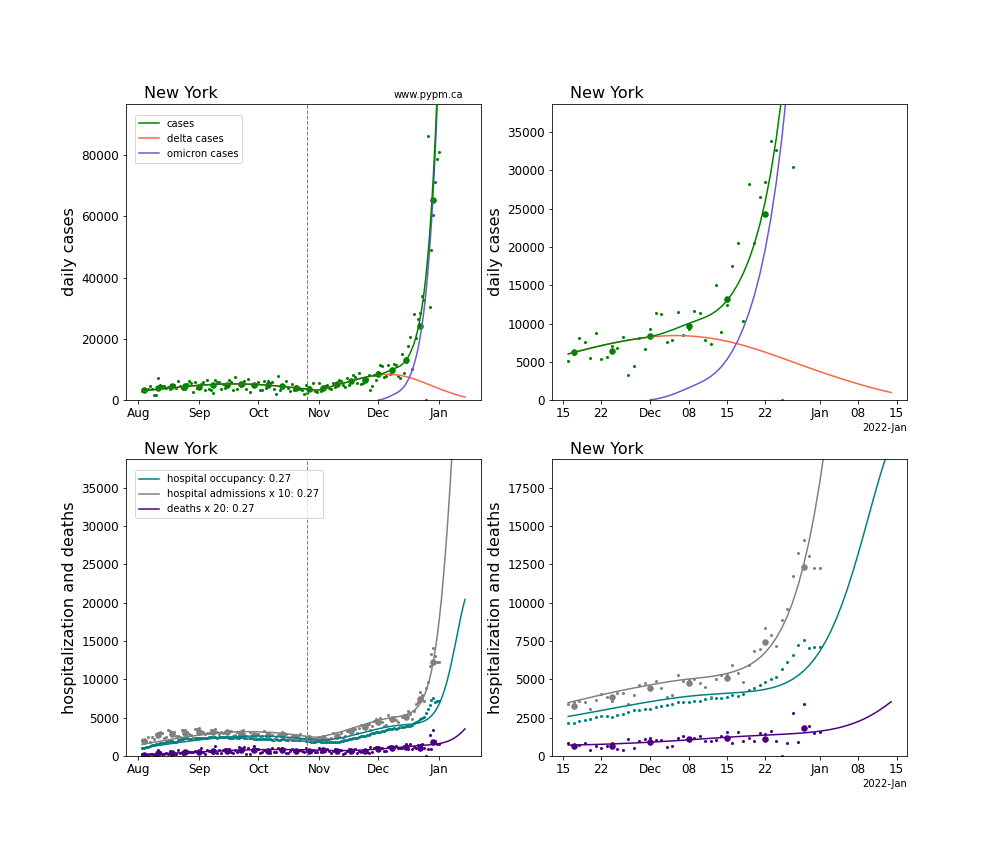 New York
www.pypm.ca
cases
delta cases
omicron cases
daily cases
80000
60000
40000
20000
0
Aug Sep Oct Nov Dec Jan
New York
daily cases
35000
30000
25000
20000
15000
10000
5000
0
15 22 Dec 08 15 22 Jan 08 15
2022-Jan
New York
hospital occupancy: 0.27
hospital admissions x 10: 0.27
deaths x 20: 0.27
hospitalization and deaths
35000
30000
25000
20000
15000
10000
5000
0
Aug Sep Oct Nov Dec Jan
New York
hospitalization and deaths
17500
15000
12500
10000
7500
5000
2500
0
15 22 Dec 08 15 22 Jan 08 15
2022-Jan